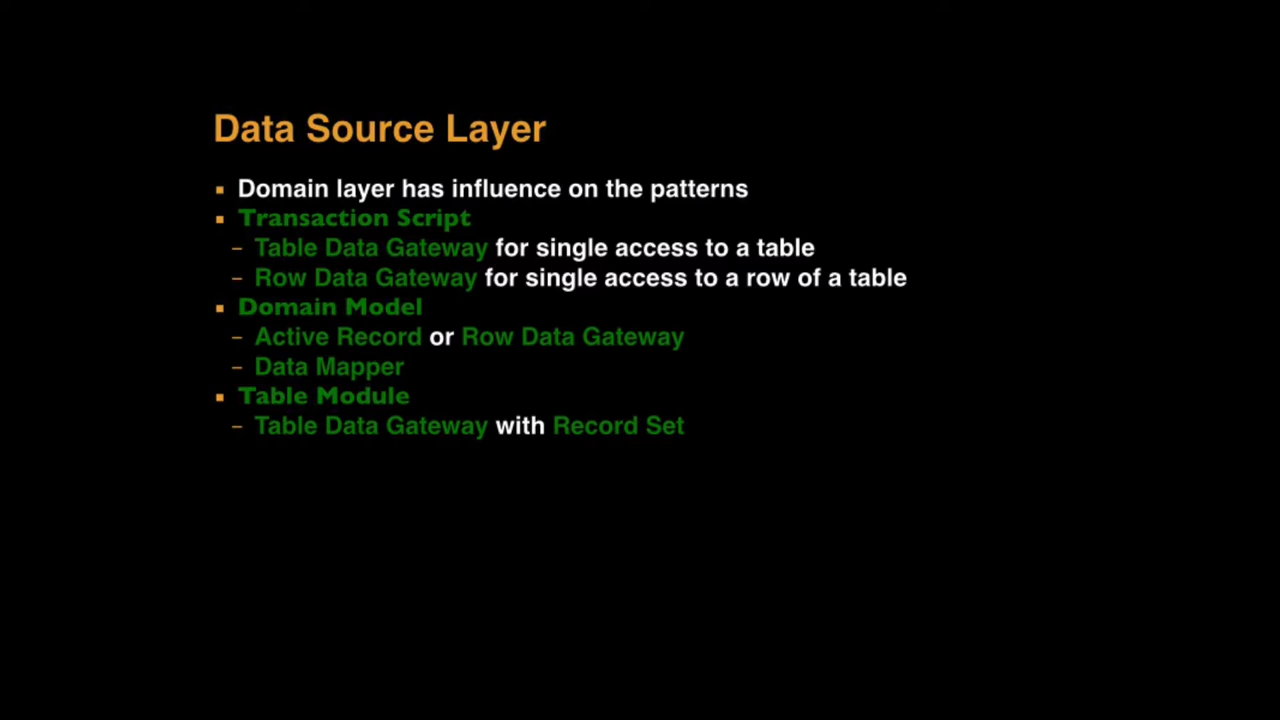 Data Source Layer
▪ Domain layer has influence on the patterns
▪ Transaction Script
– Table Data Gateway for single access to a table
– Row Data Gateway for single access to a row of a table
▪ Domain Model
– Active Record or Row Data Gateway
– Data Mapper
▪ Table Module
– Table Data Gateway with Record Set